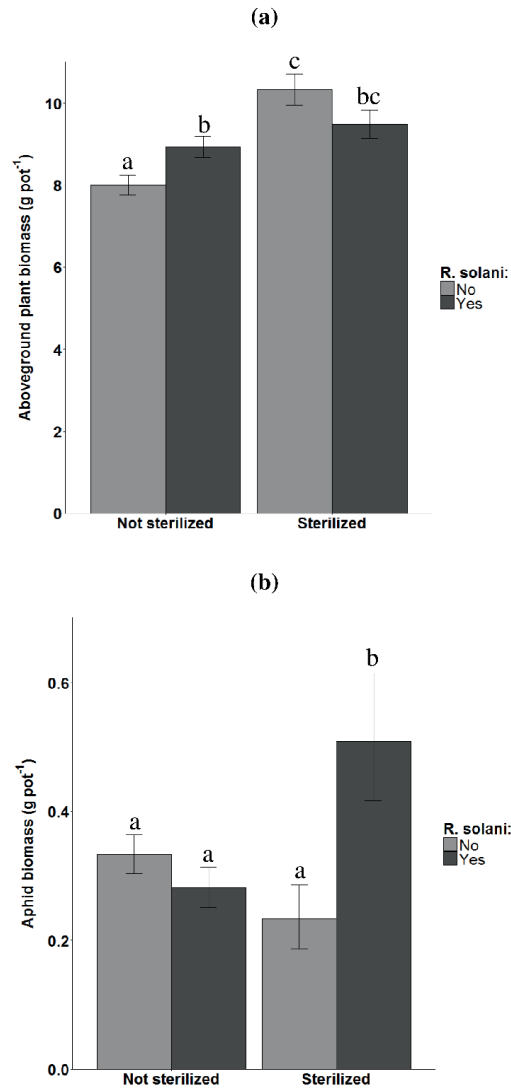 (a)
c
bc
b
a
Aboveground plant biomass (g pot-1)
10
8
6
4
2
0
R. solani:
No
Yes
Not sterilized
Sterilized
(b)
b
a
a
a
Aphid biomass (g pot-1)
0.6
0.4
0.2
0.0
R. solani:
No
Yes
Not sterilized
Sterilized